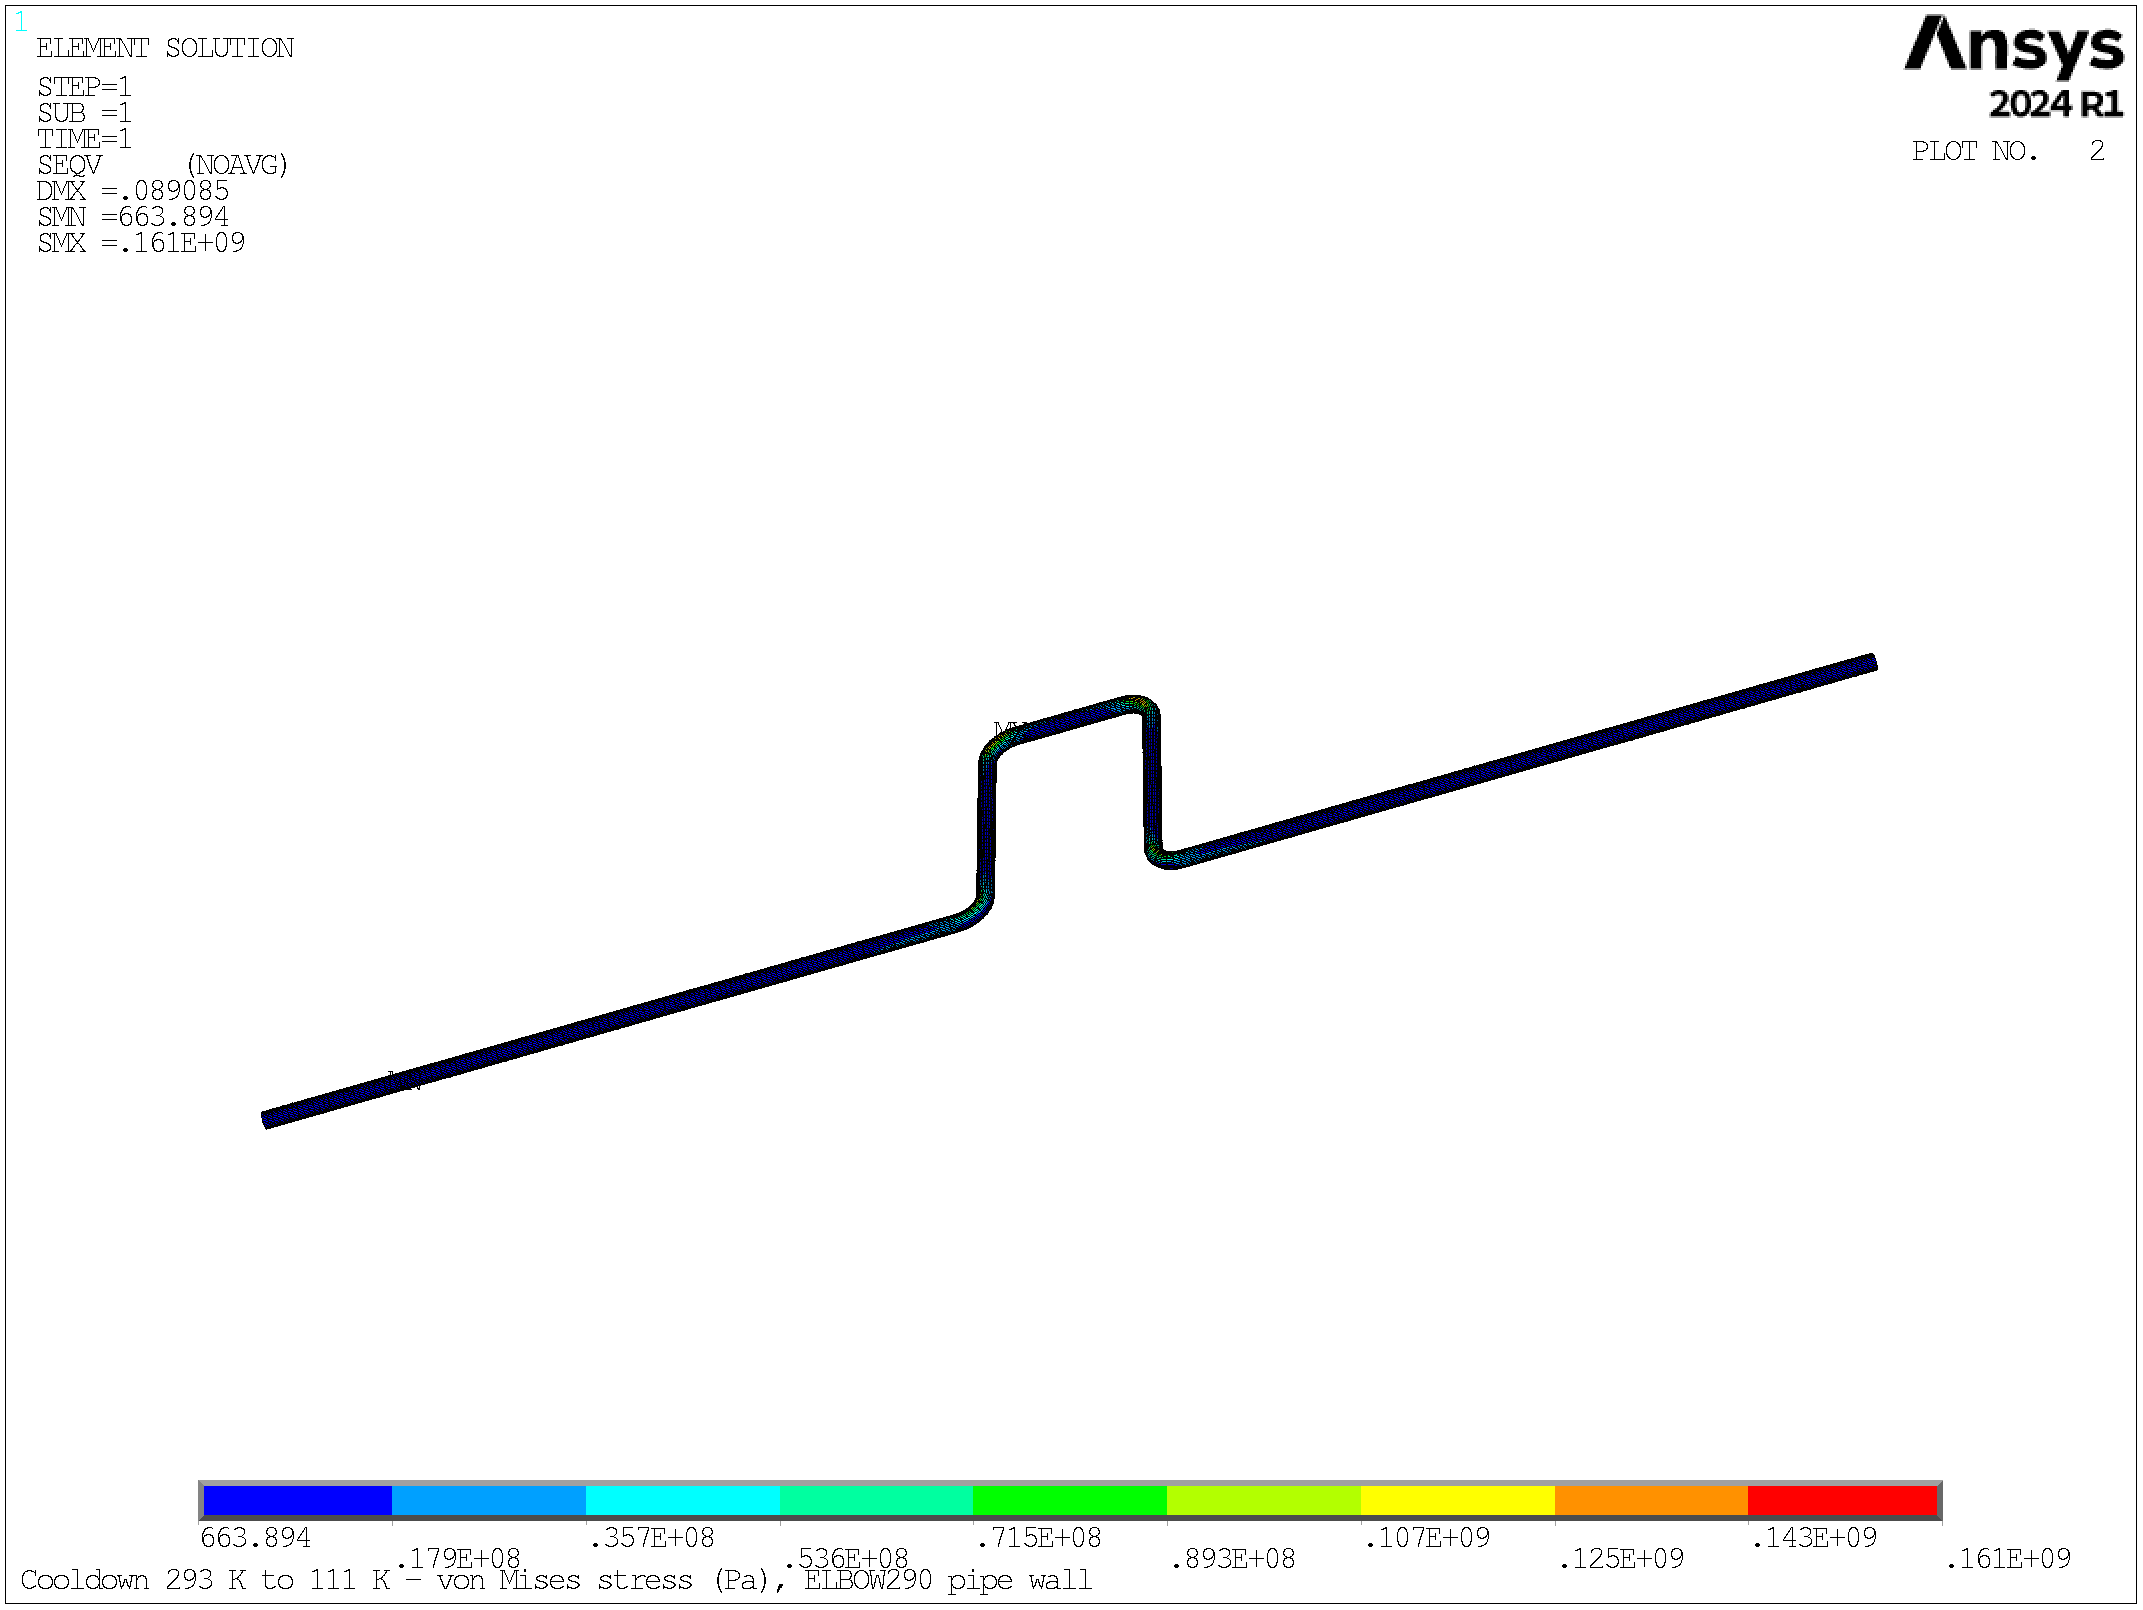 1
ELEMENT SOLUTION
STEP=1
SUB =1
TIME=1
SEQV (NOAVG)
DMX =.089085
SMN =663.894
SMX =.161E+09
Ansys
2024 R1
PLOT NO. 2
663.894
.179E+08
.357E+08
.536E+08
.715E+08
.893E+08
.107E+09
.125E+09
.143E+09
.161E+09
Cooldown 293 K to 111 K - von Mises stress (Pa), ELBOW290 pipe wall